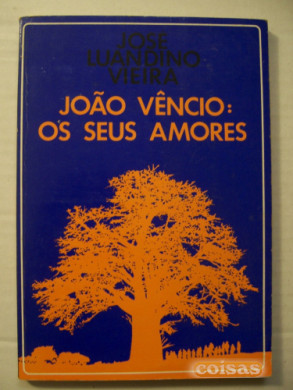 JOSÉ
LUANDINO
VIEIRA
JOÃO VÊNCIO:
OS SEUS AMORES
coisas